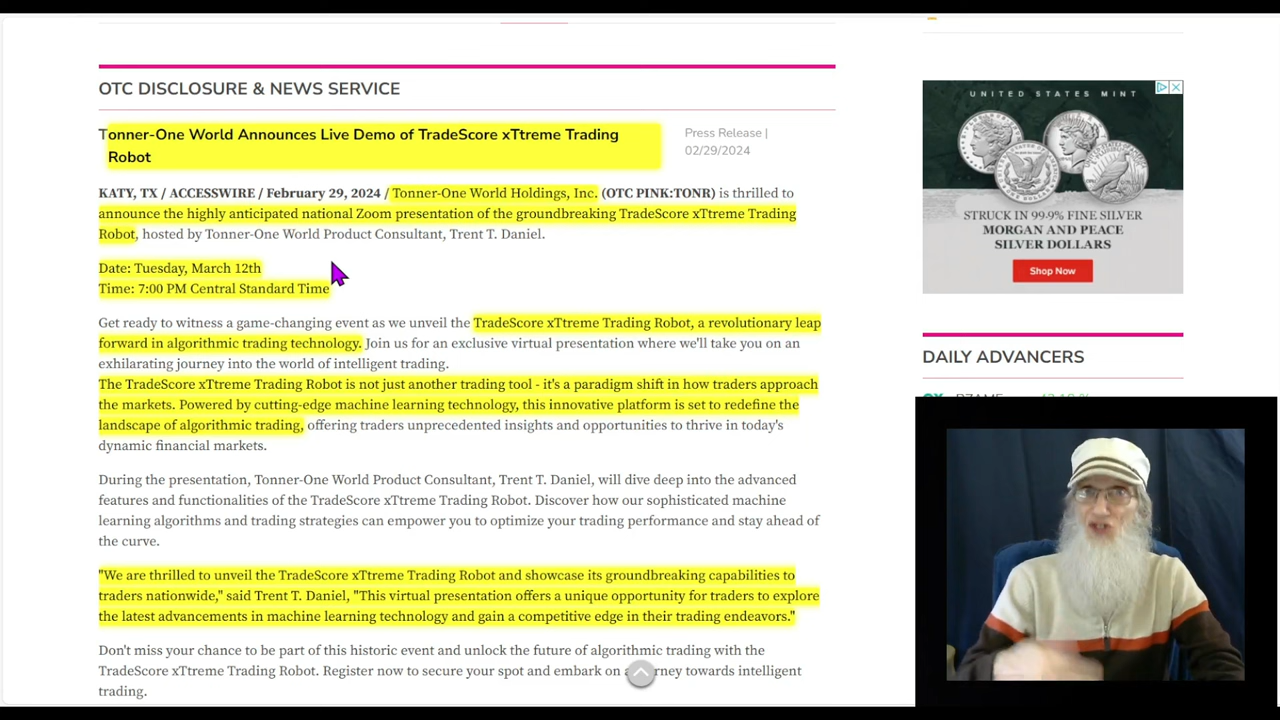 OTC DISCLOSURE & NEWS SERVICE
Tonner-One World Announces Live Demo of TradeScore xTtreme Trading
Robot
Press Release |
02/29/2024
KATY, TX / ACCESSWIRE / February 29, 2024 / Tonner-One World Holdings, Inc. (OTC PINK:TONR) is thrilled to
announce the highly anticipated national Zoom presentation of the groundbreaking TradeScore xTtreme Trading
Robot, hosted by Tonner-One World Product Consultant, Trent T. Daniel.
Date: Tuesday, March 12th
Time: 7:00 PM Central Standard Time
Get ready to witness a game-changing event as we unveil the TradeScore xTtreme Trading Robot, a revolutionary leap
forward in algorithmic trading technology. Join us for an exclusive virtual presentation where we'll take you on an
exhilarating journey into the world of intelligent trading.
The TradeScore xTtreme Trading Robot is not just another trading tool - it's a paradigm shift in how traders approach
the markets. Powered by cutting-edge machine learning technology, this innovative platform is set to redefine the
landscape of algorithmic trading, offering traders unprecedented insights and opportunities to thrive in today's
dynamic financial markets.
During the presentation, Tonner-One World Product Consultant, Trent T. Daniel, will dive deep into the advanced
features and functionalities of the TradeScore xTtreme Trading Robot. Discover how our sophisticated machine
learning algorithms and trading strategies can empower you to optimize your trading performance and stay ahead of
the curve.
"We are thrilled to unveil the TradeScore xTtreme Trading Robot and showcase its groundbreaking capabilities to
traders nationwide," said Trent T. Daniel, "This virtual presentation offers a unique opportunity for traders to explore
the latest advancements in machine learning technology and gain a competitive edge in their trading endeavors."
Don't miss your chance to be part of this historic event and unlock the future of algorithmic trading with the
TradeScore xTtreme Trading Robot. Register now to secure your spot and embark on a journey towards intelligent
trading.
UNITED STATES MINT
STRUCK IN 99.9% FINE SILVER
MORGAN AND PEACE
SILVER DOLLARS
Shop Now
DAILY ADVANCERS